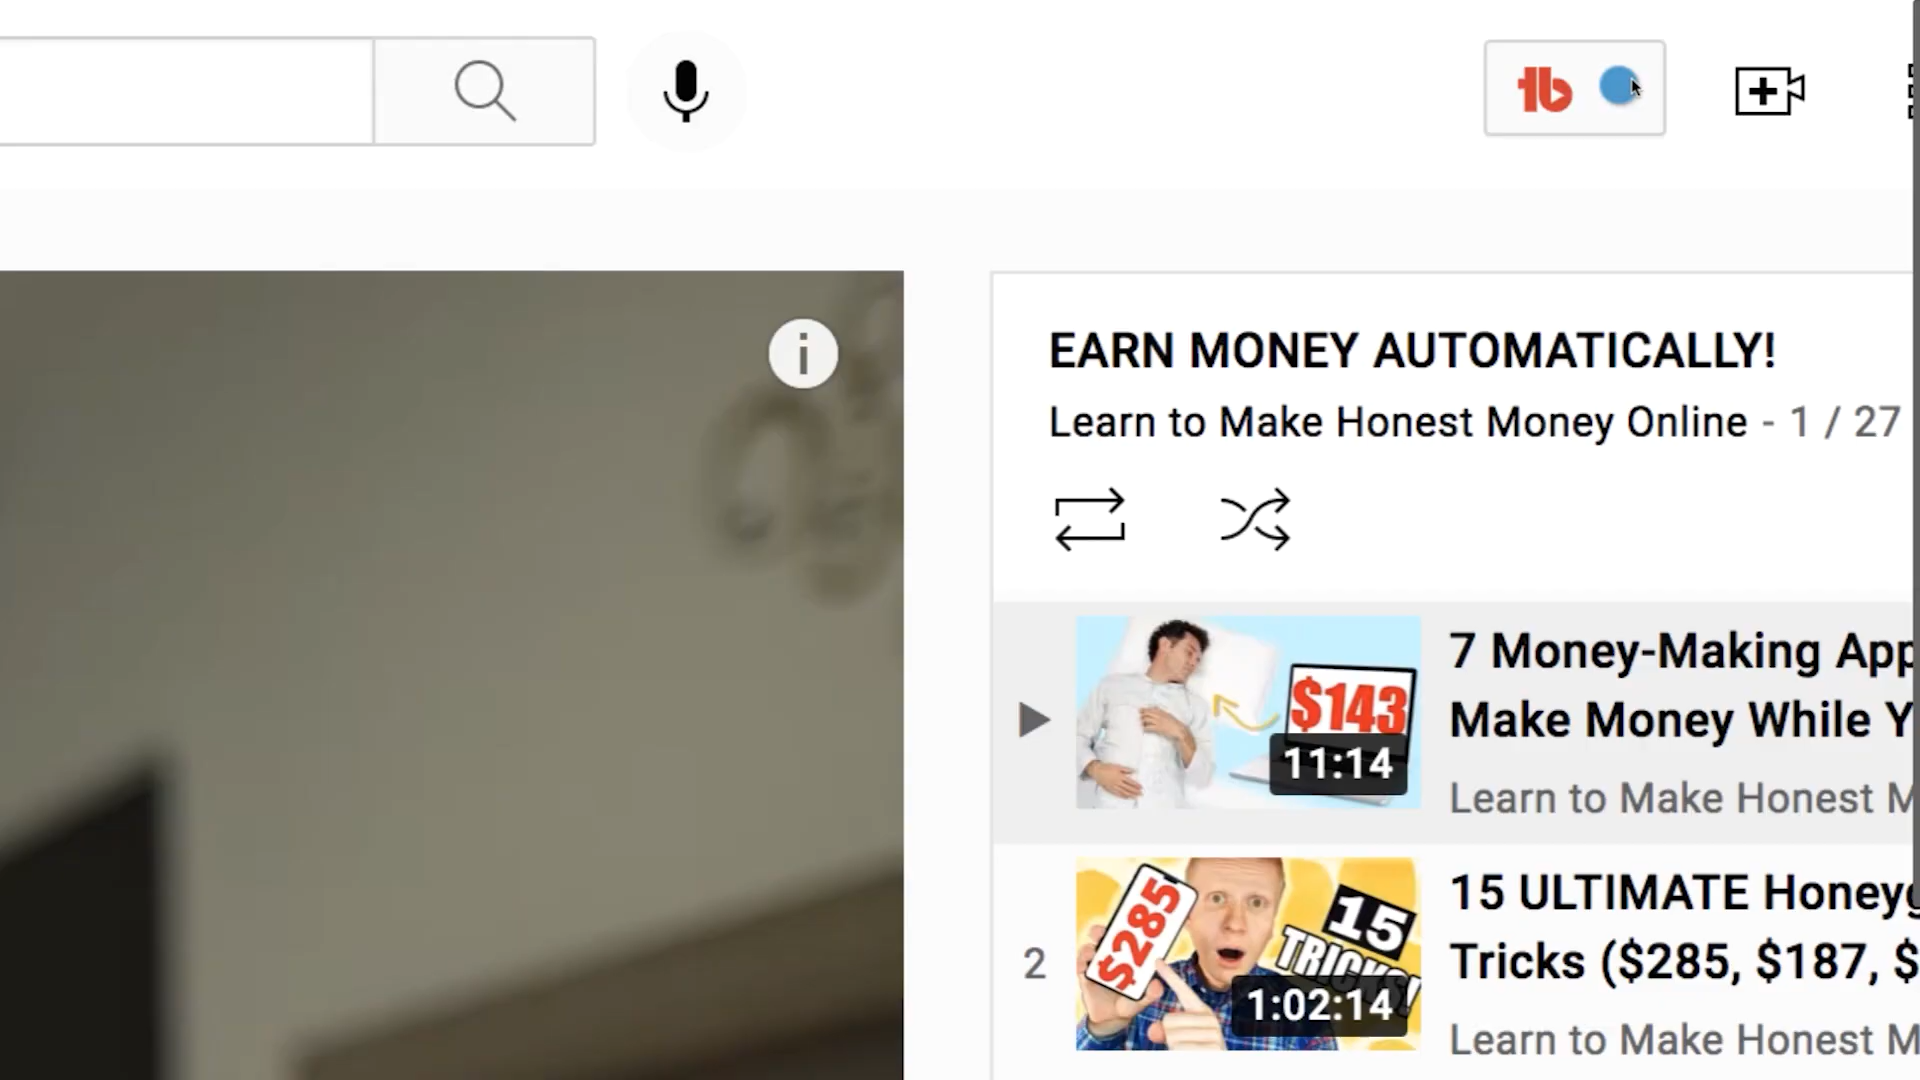 tb
EARN MONEY AUTOMATICALLY!
Learn to Make Honest Money Online - 1 / 27
7 Money-Making App
Make Money While Y
Learn to Make Honest M
$143
11:14
15 ULTIMATE Honeyg
Tricks ($285, $187, $
Learn to Make Honest M
2
$285
15
TRICKS!
1:02:14